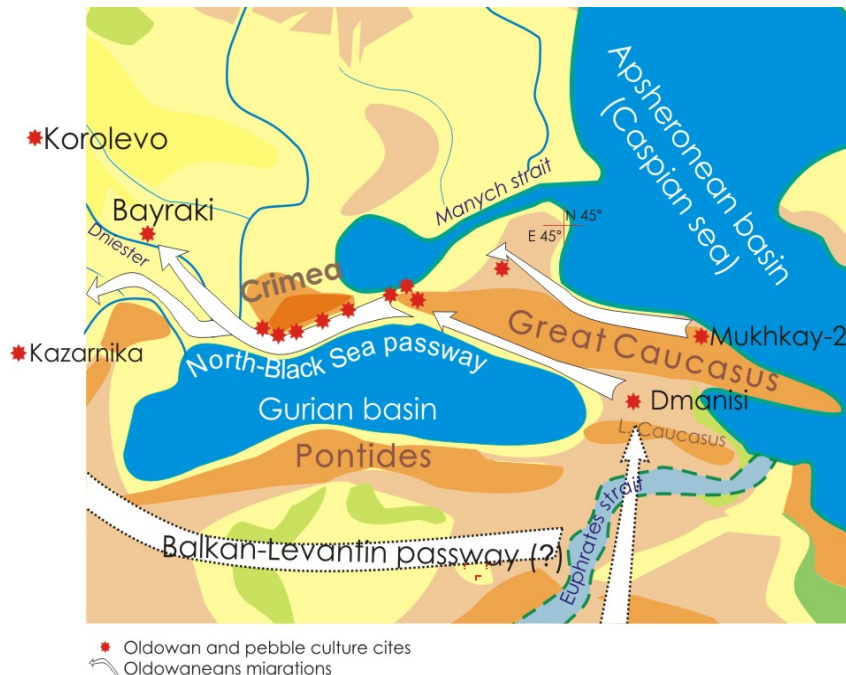 Apsheronean basin
(Caspian sea)
Korolevo
Manych strait
Bayraki
N 45°
E 45°
Dniester
Crimea
Great Caucasus
Mukhkay-2
Kazarnika
North-Black Sea passway
Gurian basin
Dmanisi
L. Caucasus
Pontides
Euphrates strait
Balkan-Levantin passway (?)
Oldowan and pebble culture cites
Oldowaneans migrations